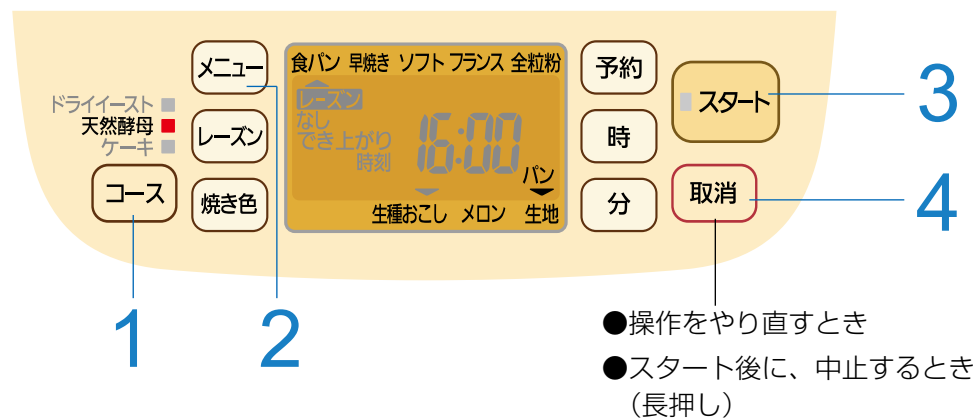 メニュー
食パン 早焼き ソフト フランス 全粒粉
予約
スタート
3
ドライイースト
天然酵母
ケーキ
レーズン
レーズン
なし
でき上がり
時刻
16:00
時
コース
焼き色
パン
生種おこし メロン 生地
分
取消
4
1
2
●操作をやり直すとき
●スタート後に、中止するとき
(長押し)